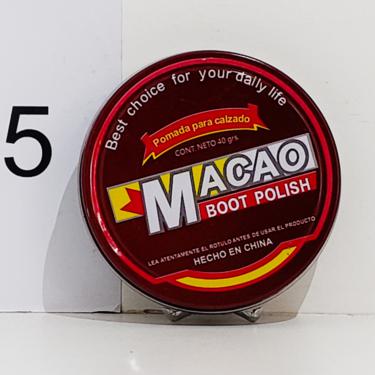 5
Best choice for your daily life
Pomada para calzado
CONT. NETO 40 grs.
MACAO
BOOT POLISH
LEA ATENTAMENTE EL ROTULO ANTES DE USAR EL PRODUCTO
HECHO EN CHINA